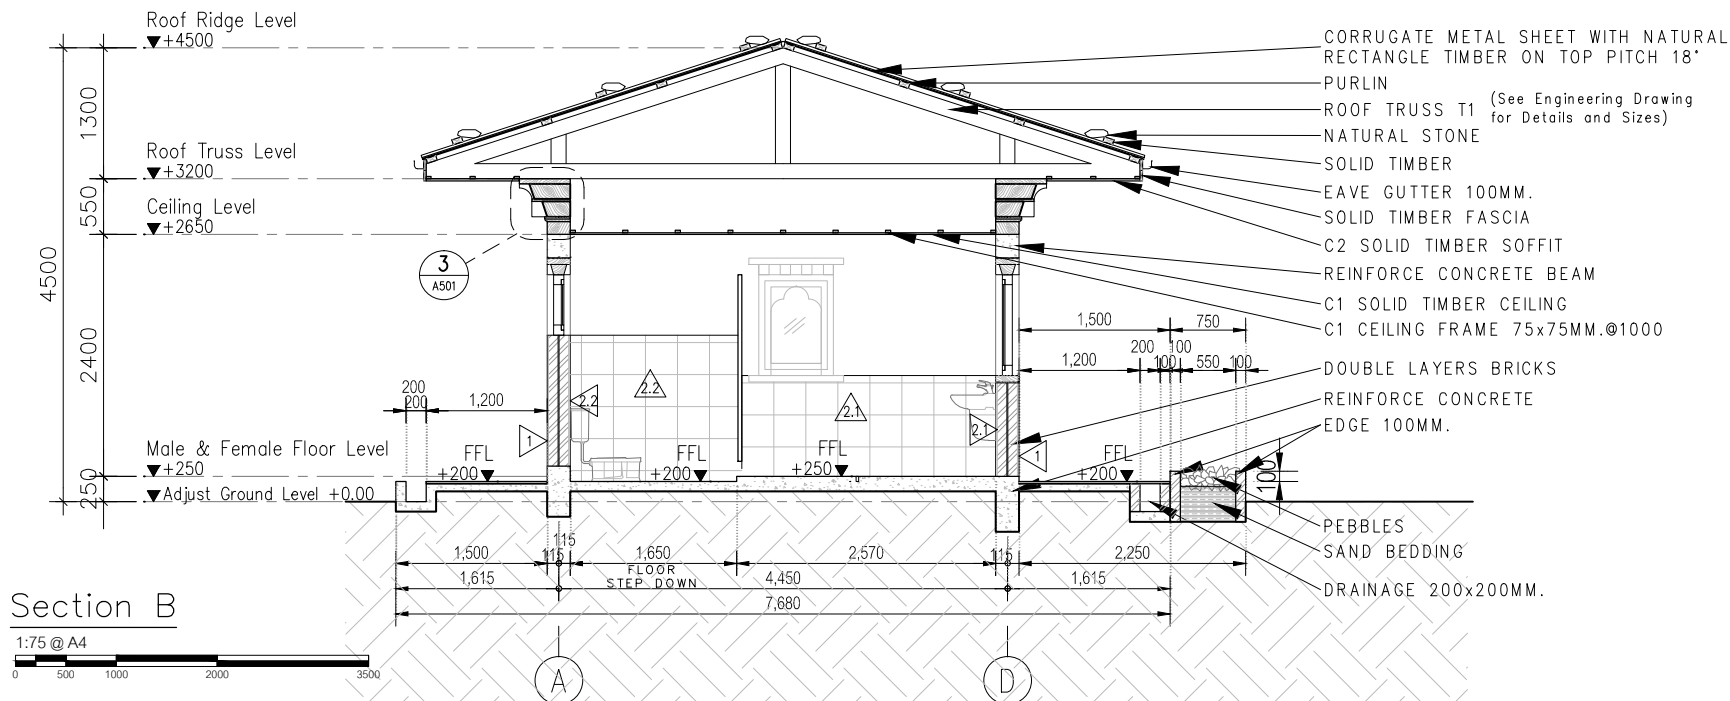 Roof Ridge Level
+4500
1300
Roof Truss Level
+3200
550
Ceiling Level
+2650
4500
2400
3
A501
Male & Female Floor Level
+250
250
Adjust Ground Level +0.00
CORRUGATE METAL SHEET WITH NATURAL
RECTANGLE TIMBER ON TOP PITCH 18°
PURLIN
ROOF TRUSS T1
(See Engineering Drawing
for Details and Sizes)
NATURAL STONE
SOLID TIMBER
EAVE GUTTER 100MM.
SOLID TIMBER FASCIA
C2 SOLID TIMBER SOFFIT
REINFORCE CONCRETE BEAM
C1 SOLID TIMBER CEILING
C1 CEILING FRAME 75x75MM.@1000
DOUBLE LAYERS BRICKS
REINFORCE CONCRETE
EDGE 100MM.
PEBBLES
SAND BEDDING
DRAINAGE 200x200MM.
1,500 750
200 100
1,200 100 550 100
200
200 1,200
2.2
2.2
2.1
2.1
1
1
FFL
+200
FFL
+200
FFL
+250
FFL
+200
100
115
1,500 115 1,650 2,570 115 2,250
FLOOR
STEP DOWN
1,615 4,450 1,615
7,680
A D
Section B
1:75 @ A4
0 500 1000 2000 3500